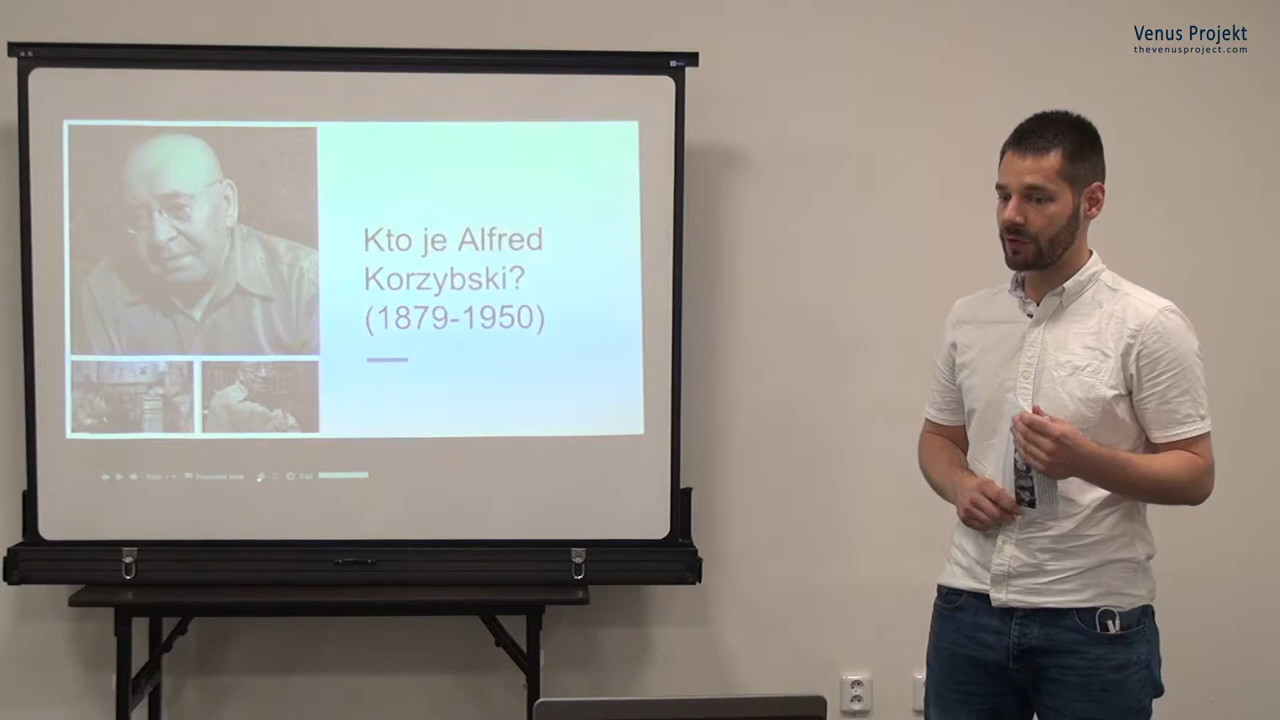 Venus Projekt
thevenusproject.com
Kto je Alfred
Korzybski?
(1879-1950)